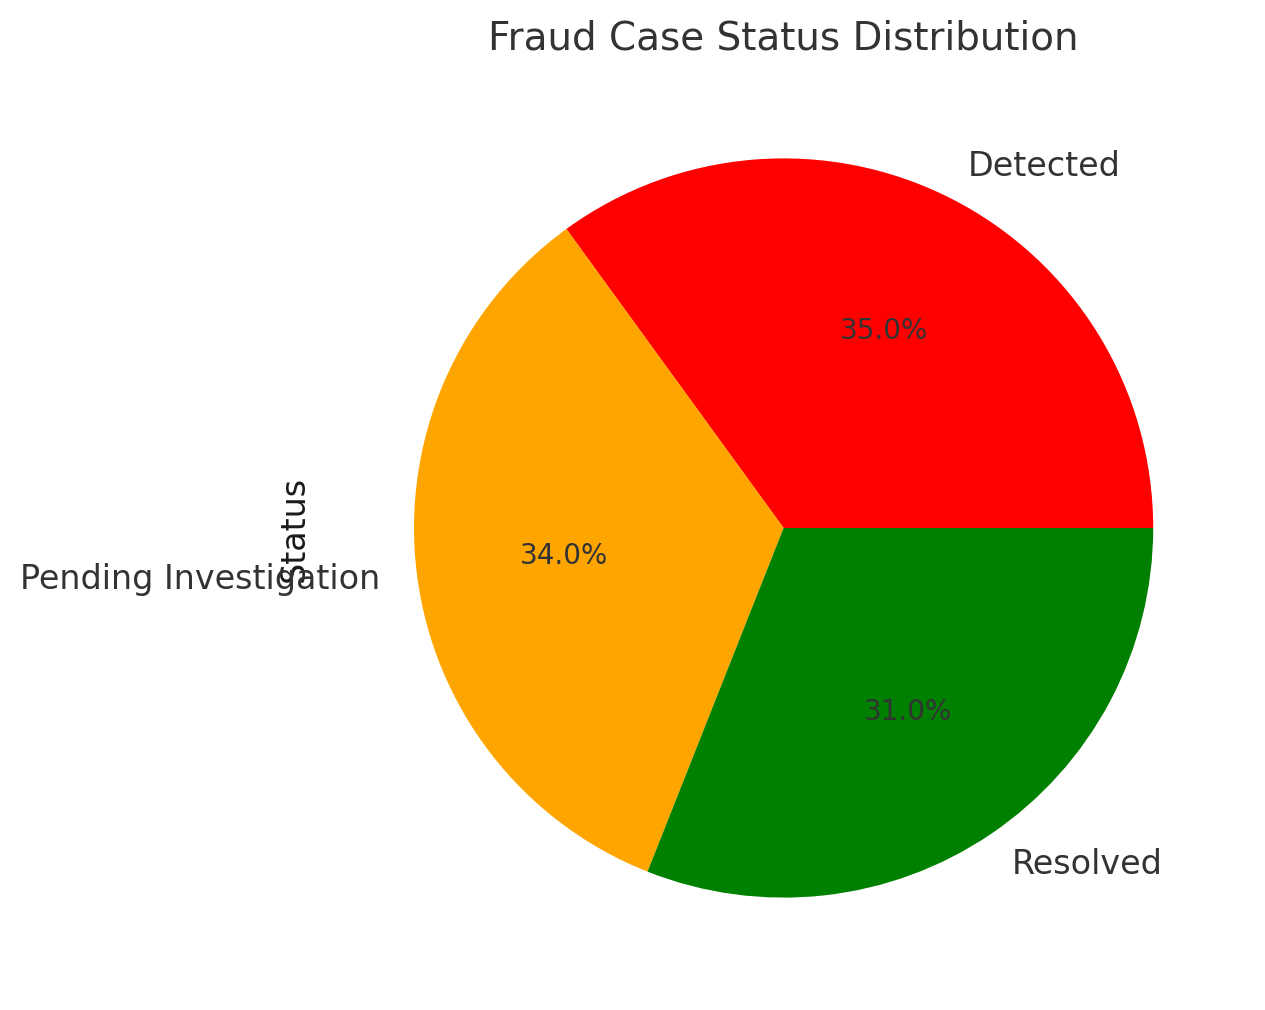 Fraud Case Status Distribution
Detected
35.0%
34.0%
Status
Pending Investigation
31.0%
Resolved